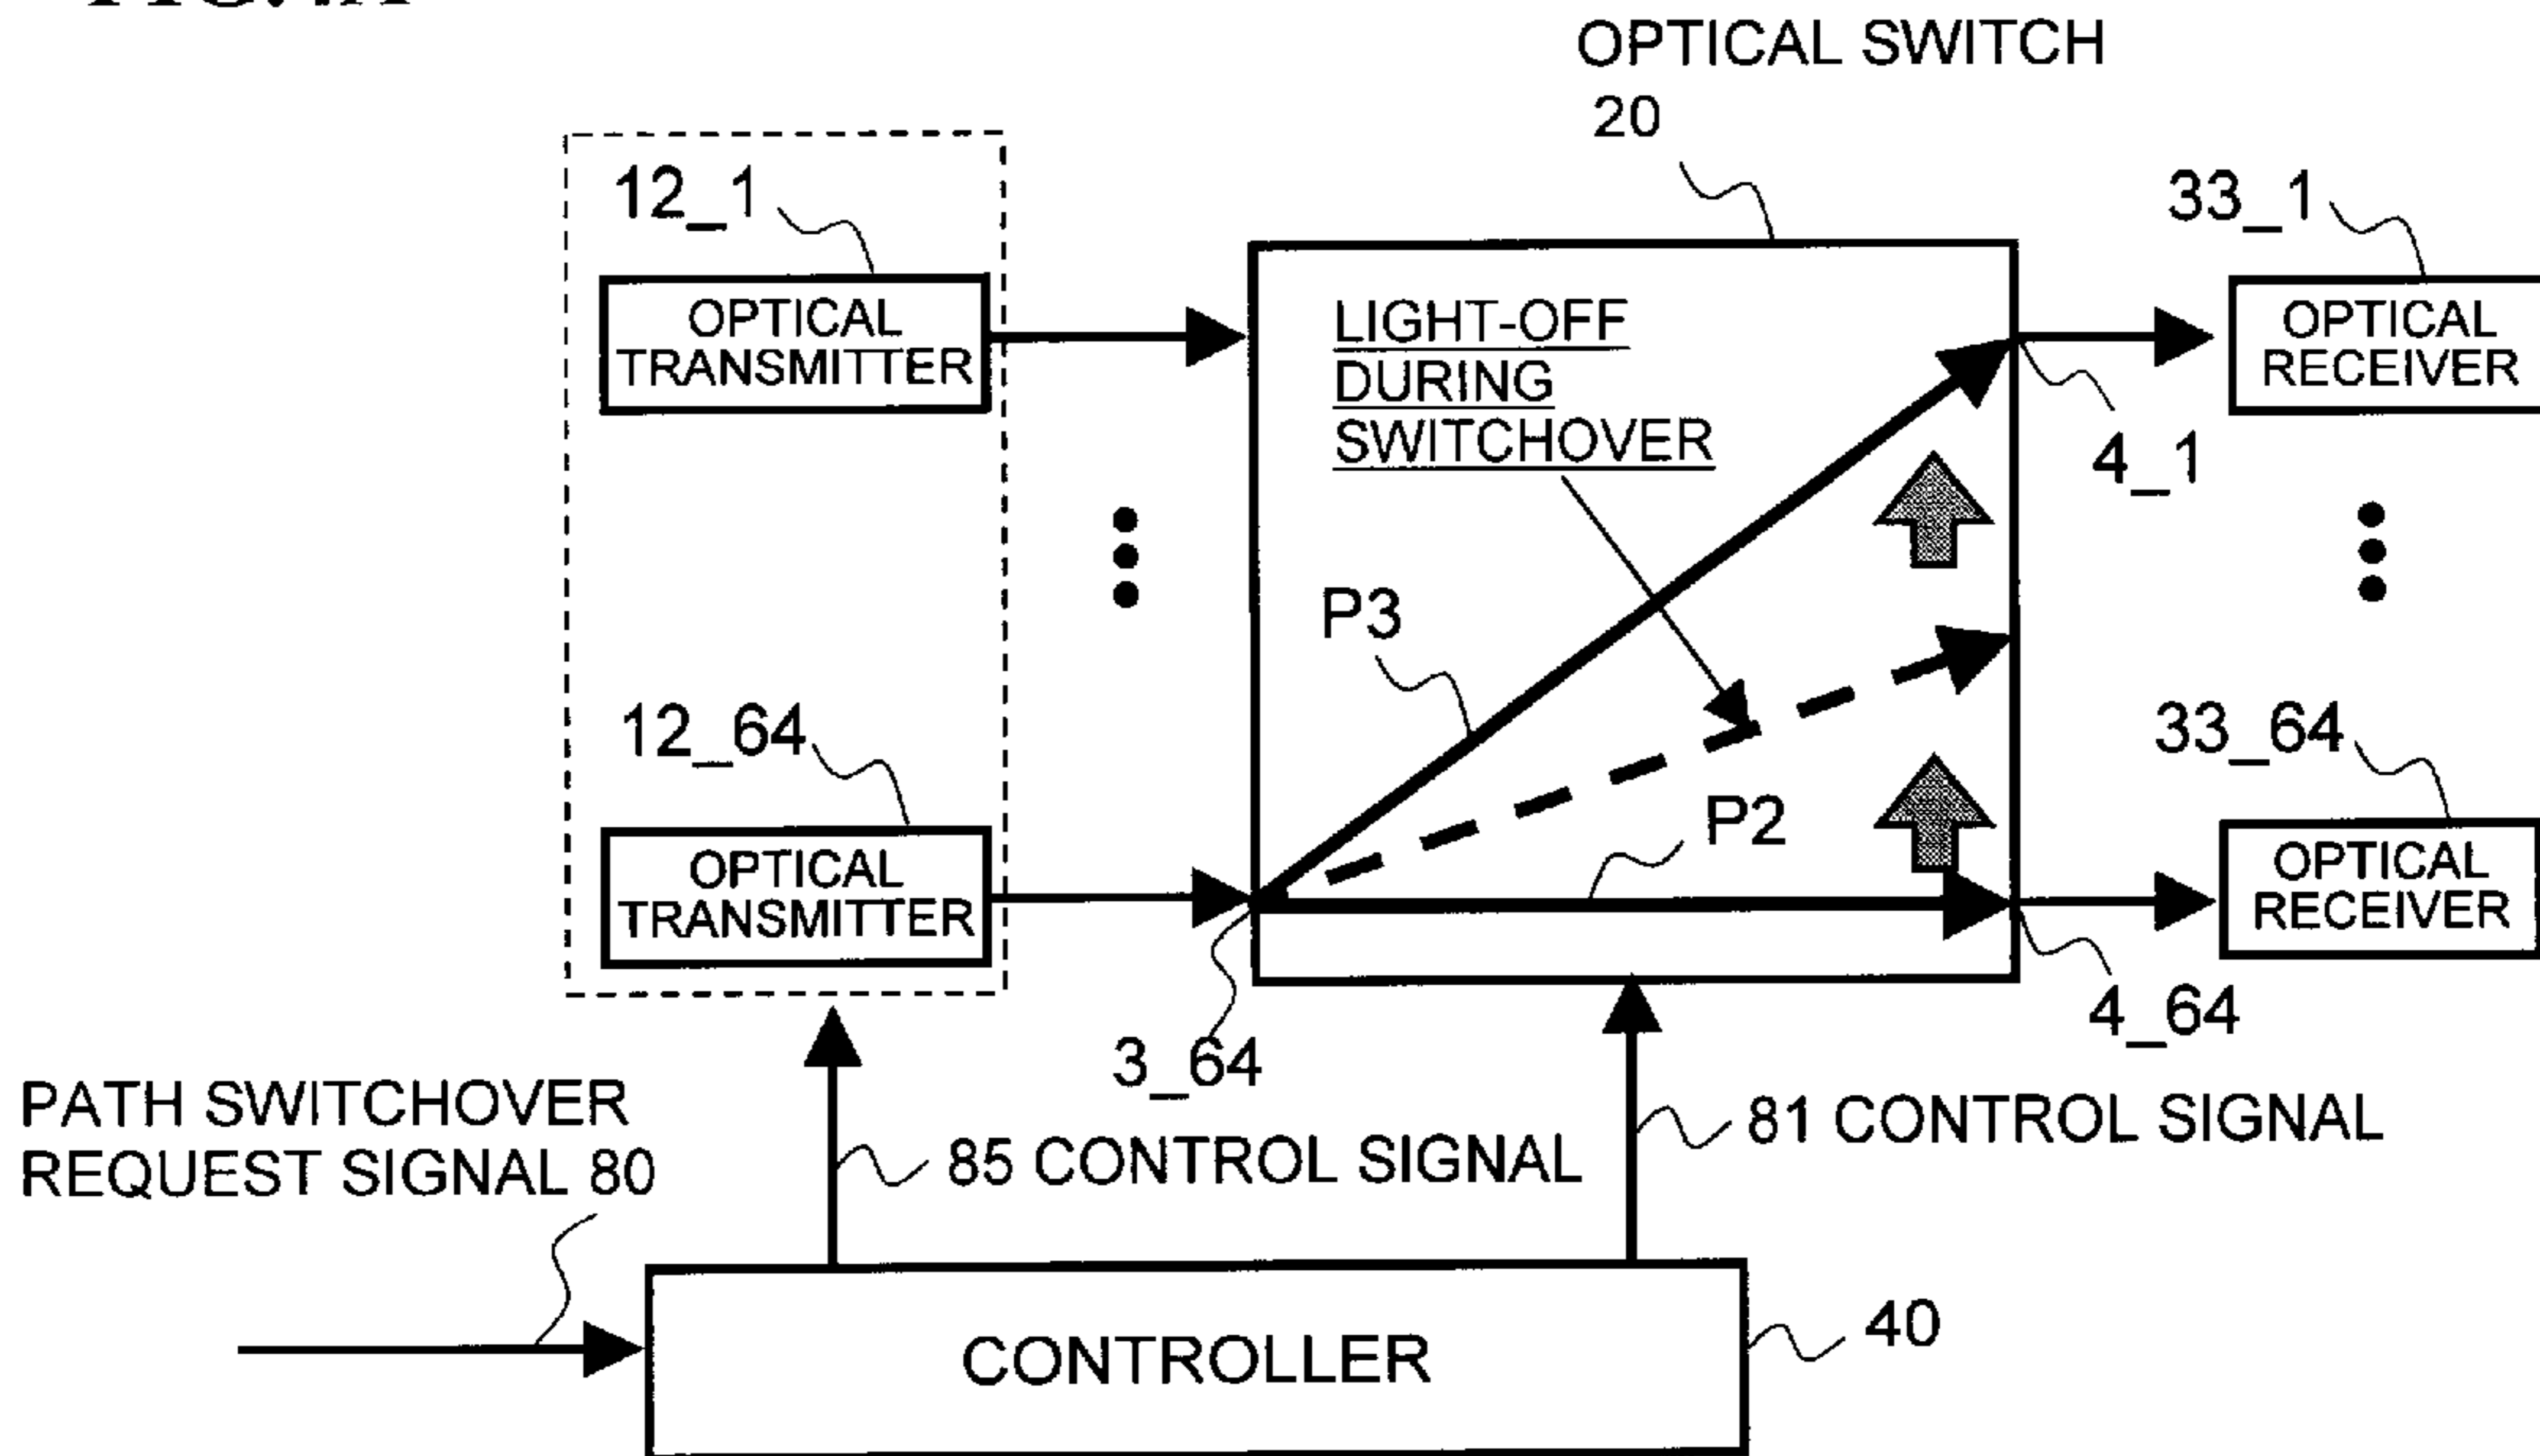 OPTICAL SWITCH
20
12_1
33_1
OPTICAL
TRANSMITTER
LIGHT-OFF
DURING
SWITCHOVER
OPTICAL
RECEIVER
4_1
P3
12_64
33_64
P2
OPTICAL
TRANSMITTER
OPTICAL
RECEIVER
3_64
4_64
PATH SWITCHOVER
REQUEST SIGNAL 80
85 CONTROL SIGNAL
81 CONTROL SIGNAL
CONTROLLER
40